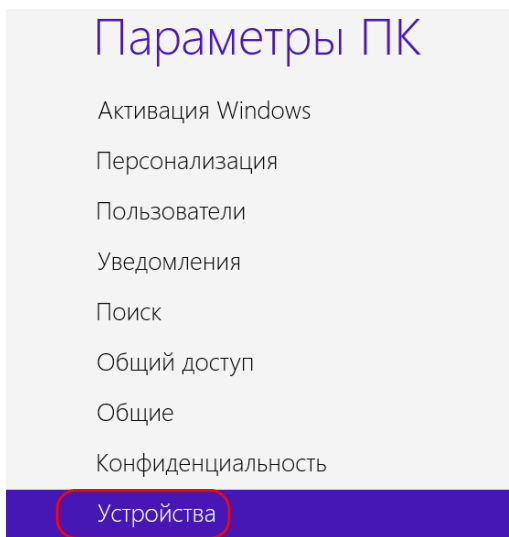 Параметры ПК
Активация Windows
Персонализация
Пользователи
Уведомления
Поиск
Общий доступ
Общие
Конфиденциальность
Устройства